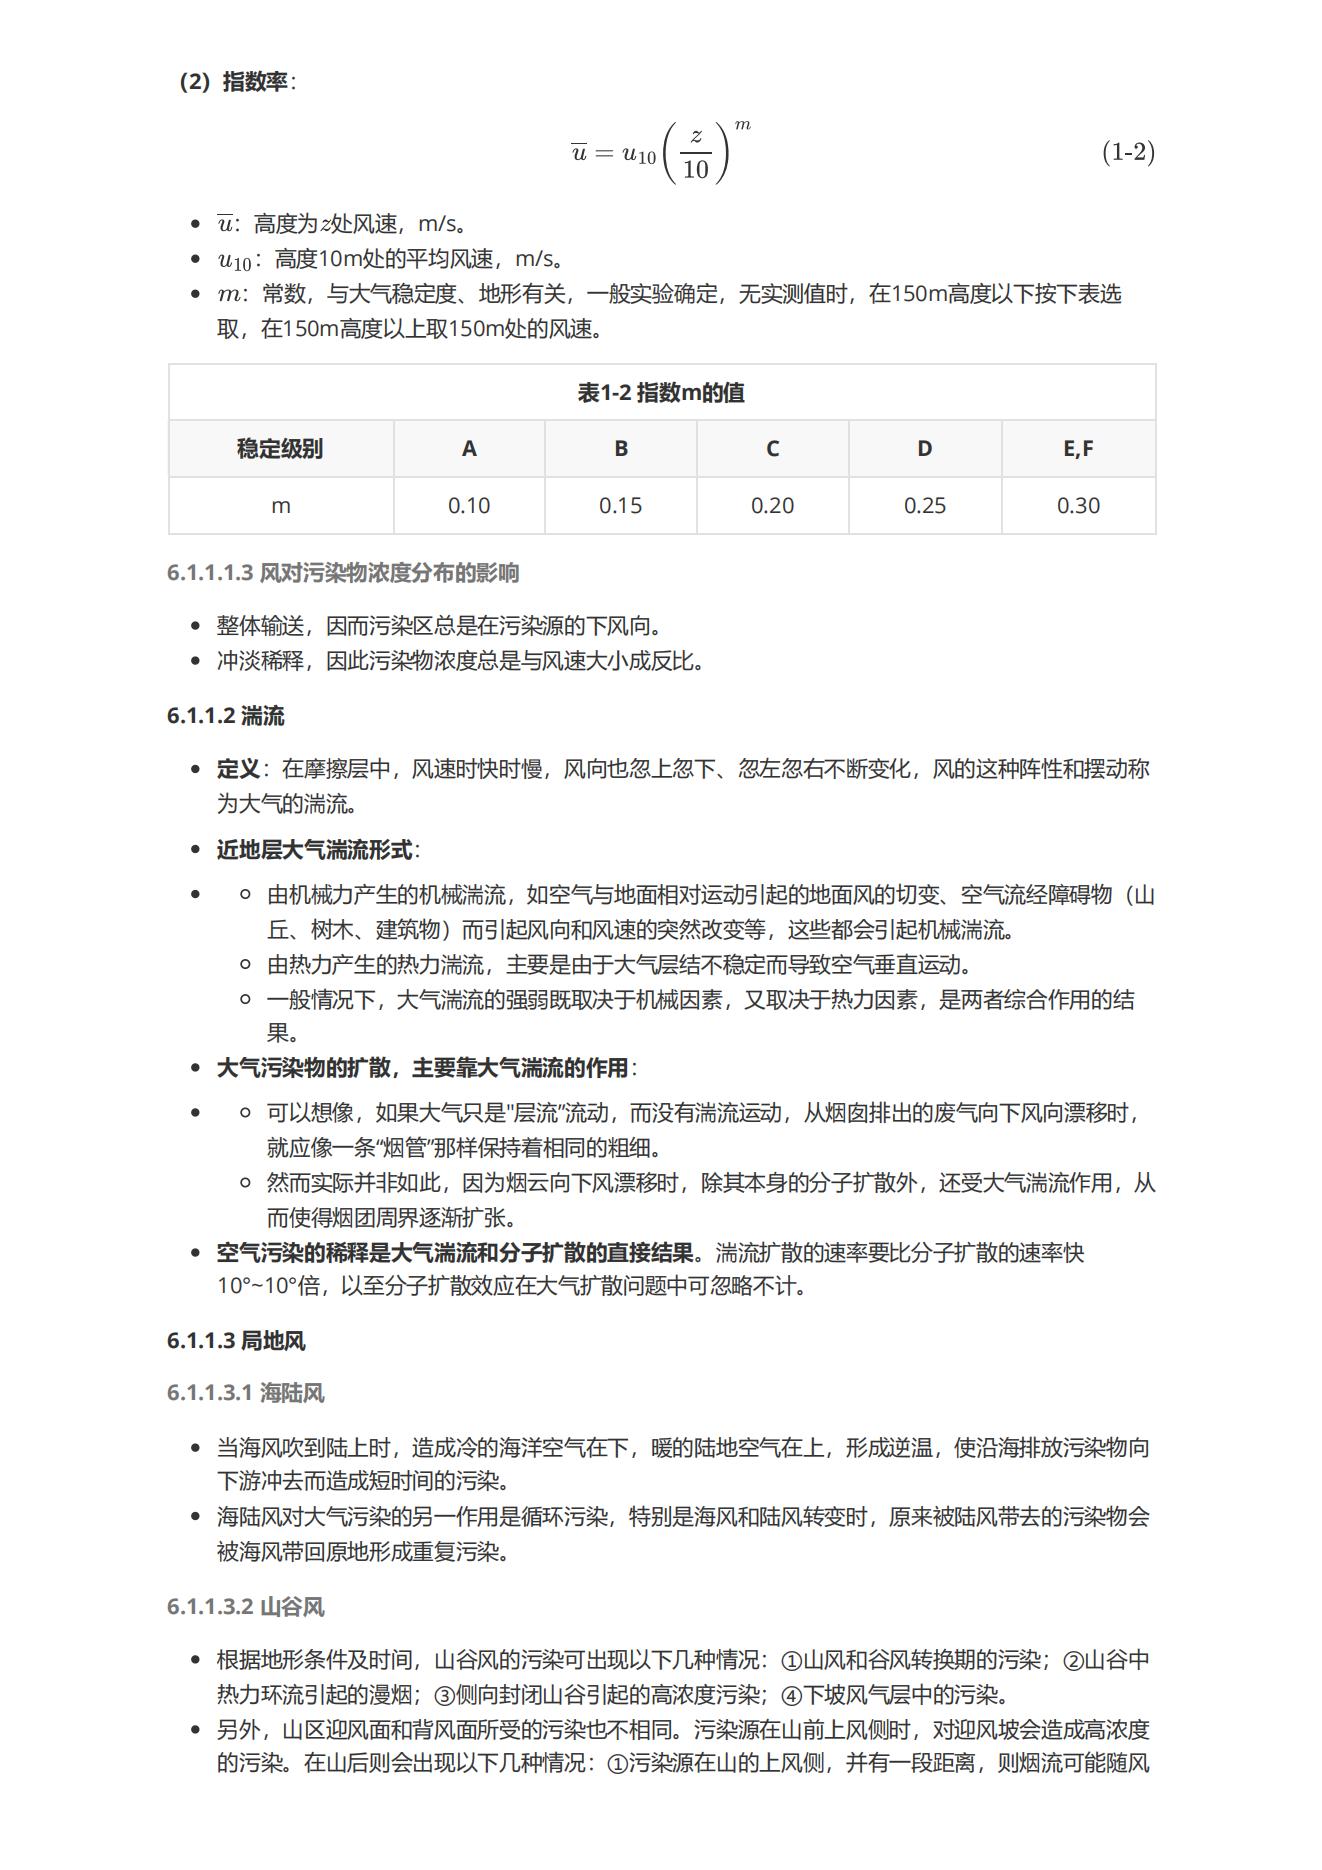 （2）指数率：
$$\overline{u} = u_{10}\left(\frac{z}{10}\right)^m$$ (1-2)
• $\overline{u}$：高度为$z$处风速，m/s。
• $u_{10}$：高度10m处的平均风速，m/s。
• $m$：常数，与大气稳定度、地形有关，一般实验确定，无实测值时，在150m高度以下按下表选
取，在150m高度以上取150m处的风速。
表1-2 指数m的值
稳定级别 A B C D E,F
m 0.10 0.15 0.20 0.25 0.30
6.1.1.1.3 风对污染物浓度分布的影响
• 整体输送，因而污染区总是在污染源的下风向。
• 冲淡稀释，因此污染物浓度总是与风速大小成反比。
6.1.1.2 湍流
• 定义：在摩擦层中，风速时快时慢，风向也忽上忽下、忽左忽右不断变化，风的这种阵性和摆动称
为大气的湍流。
• 近地层大气湍流形式：
• ◦ 由机械力产生的机械湍流，如空气与地面相对运动引起的地面风的切变、空气流经障碍物（山
丘、树木、建筑物）而引起风向和风速的突然改变等，这些都会引起机械湍流。
◦ 由热力产生的热力湍流，主要是由于大气层结不稳定而导致空气垂直运动。
◦ 一般情况下，大气湍流的强弱既取决于机械因素，又取决于热力因素，是两者综合作用的结
果。
• 大气污染物的扩散，主要靠大气湍流的作用：
• ◦ 可以想像，如果大气只是"层流”流动，而没有湍流运动，从烟囱排出的废气向下风向漂移时，
就应像一条“烟管”那样保持着相同的粗细。
◦ 然而实际并非如此，因为烟云向下风漂移时，除其本身的分子扩散外，还受大气湍流作用，从
而使得烟团周界逐渐扩张。
• 空气污染的稀释是大气湍流和分子扩散的直接结果。湍流扩散的速率要比分子扩散的速率快
10°~10°倍，以至分子扩散效应在大气扩散问题中可忽略不计。
6.1.1.3 局地风
6.1.1.3.1 海陆风
• 当海风吹到陆上时，造成冷的海洋空气在下，暖的陆地空气在上，形成逆温，使沿海排放污染物向
下游冲去而造成短时间的污染。
• 海陆风对大气污染的另一作用是循环污染，特别是海风和陆风转变时，原来被陆风带去的污染物会
被海风带回原地形成重复污染。
6.1.1.3.2 山谷风
• 根据地形条件及时间，山谷风的污染可出现以下几种情况：①山风和谷风转换期的污染；②山谷中
热力环流引起的漫烟；③侧向封闭山谷引起的高浓度污染；④下坡风气层中的污染。
• 另外，山区迎风面和背风面所受的污染也不相同。污染源在山前上风侧时，对迎风坡会造成高浓度
的污染。在山后则会出现以下几种情况：①污染源在山的上风侧，并有一段距离，则烟流可能随风